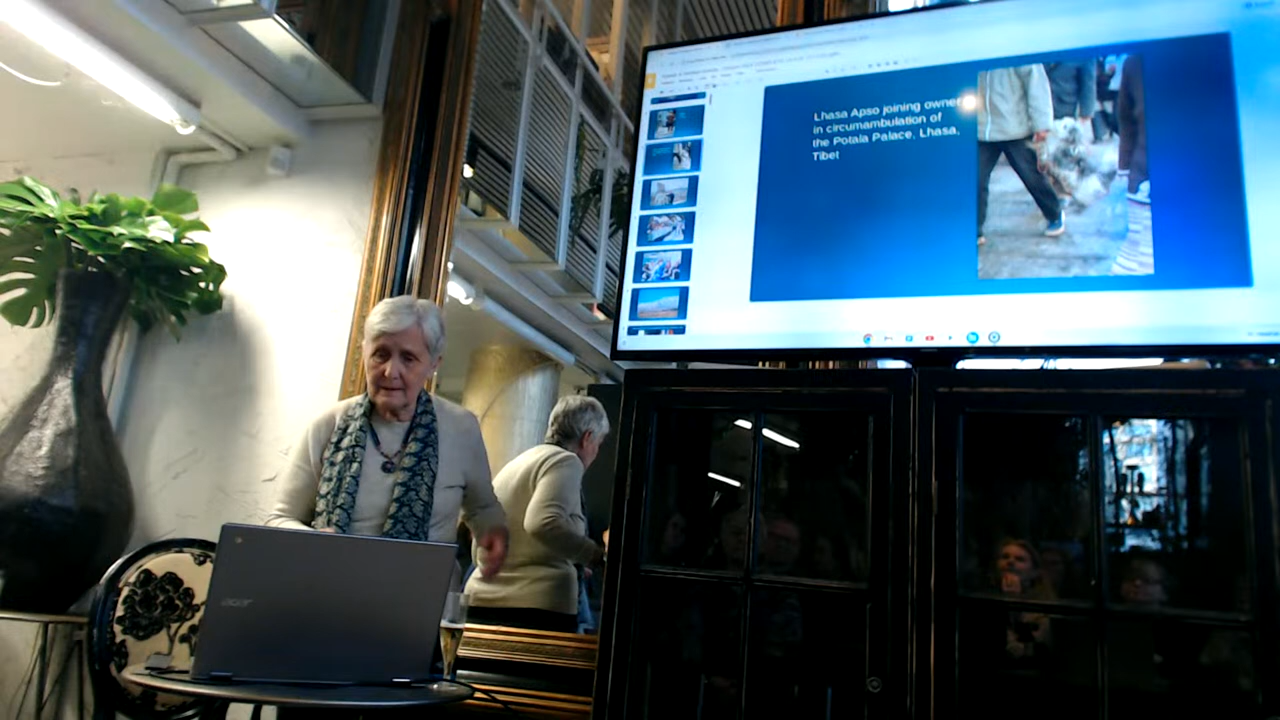 Lhasa Apso joining owner
in circumambulation of
the Potala Palace, Lhasa,
Tibet
acer